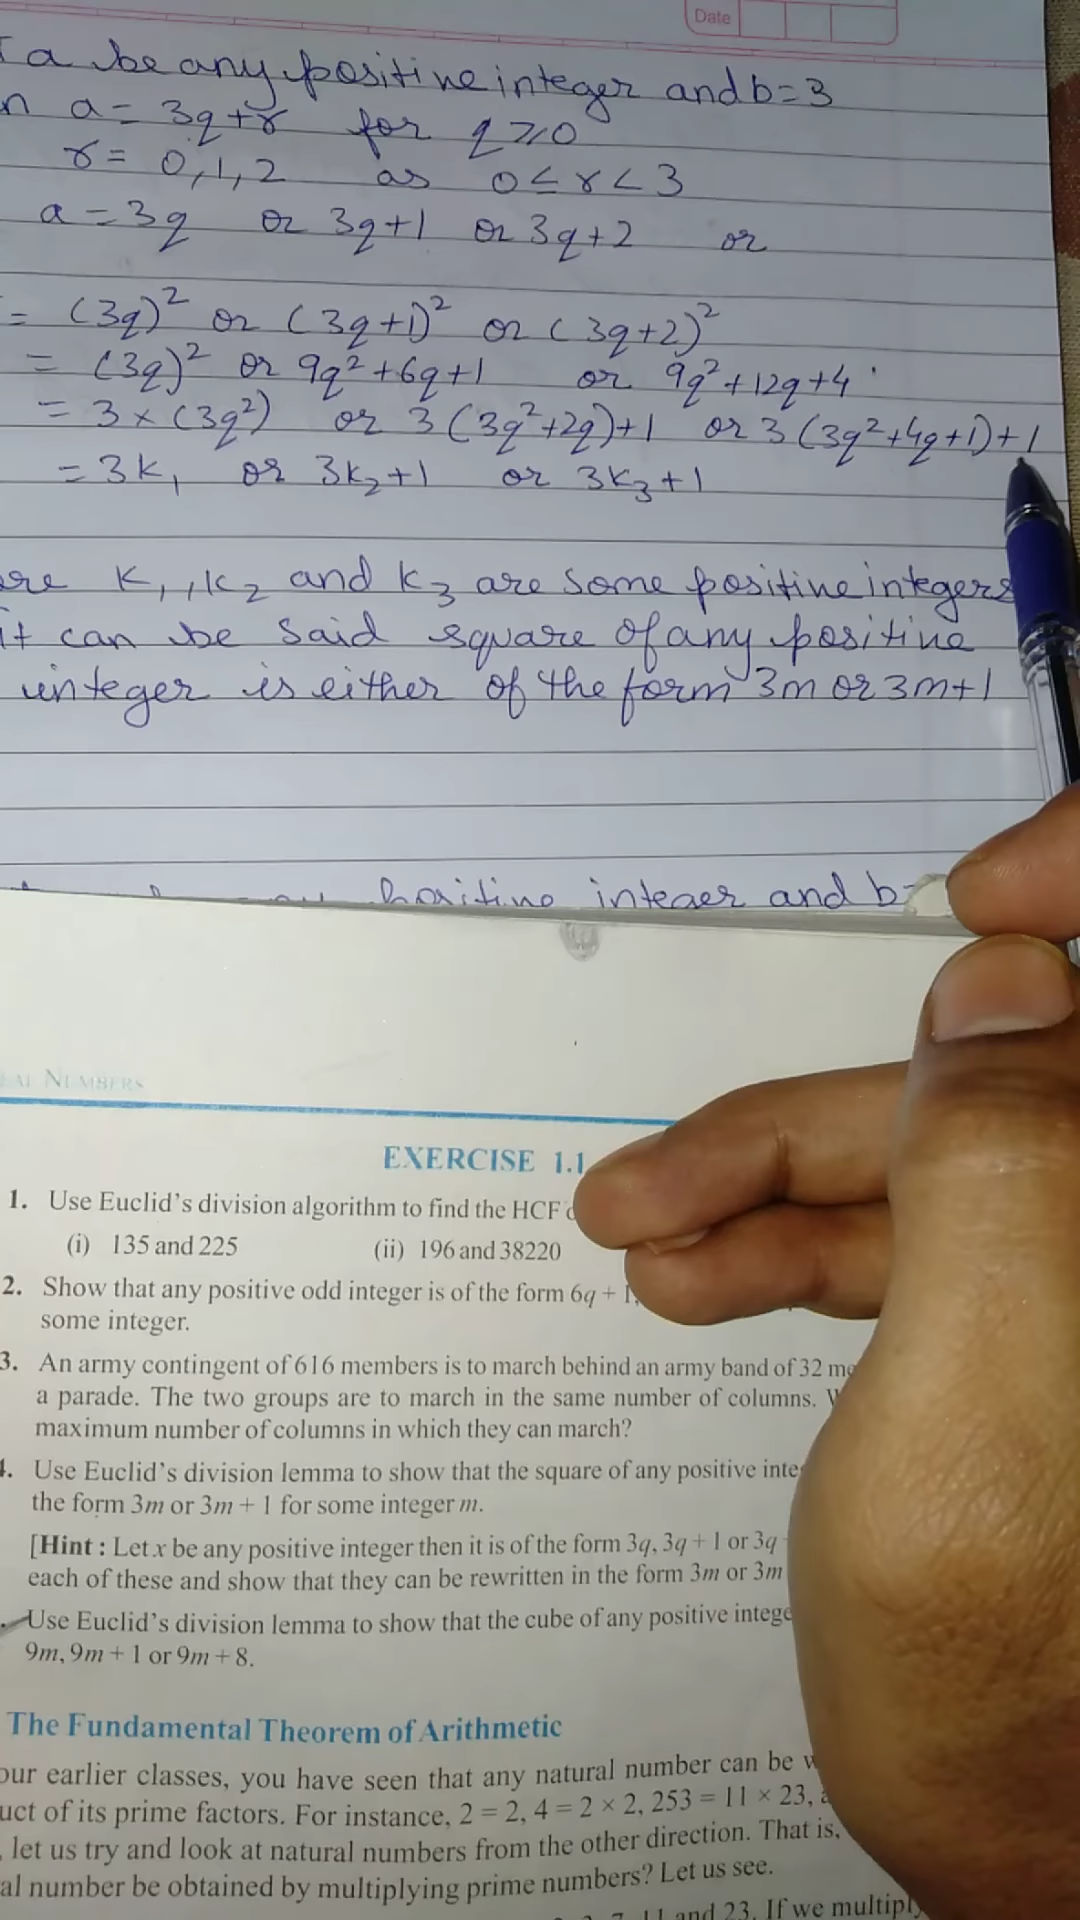 Date
a be any positive integer and b=3
a = 3q+r for q⩾0
r = 0,1,2 as 0≤r<3
a = 3q or 3q+1 or 3q+2 or
= (3q)² or (3q+1)² or (3q+2)²
= (3q)² or 9q²+6q+1 or 9q²+12q+4
= 3×(3q²) or 3(3q²+2q)+1 or 3(3q²+4q+1)+1
= 3k₁ or 3k₂+1 or 3k₃+1
k₁, k₂ and k₃ are some positive integers
it can be said square of any positive
integer is either of the form 3m or 3m+1
positive integer and b
NUMBERS
EXERCISE 1.1
1. Use Euclid's division algorithm to find the HCF
(i) 135 and 225 (ii) 196 and 38220
2. Show that any positive odd integer is of the form 6q + 1,
some integer.
3. An army contingent of 616 members is to march behind an army band of 32
a parade. The two groups are to march in the same number of columns.
maximum number of columns in which they can march?
4. Use Euclid's division lemma to show that the square of any positive
the form 3m or 3m + 1 for some integer m.
[Hint : Let x be any positive integer then it is of the form 3q, 3q + 1 or 3q
each of these and show that they can be rewritten in the form 3m or 3m
Use Euclid's division lemma to show that the cube of any positive
9m, 9m + 1 or 9m + 8.
The Fundamental Theorem of Arithmetic
our earlier classes, you have seen that any natural number can be
of its prime factors. For instance, 2 = 2, 4 = 2 × 2, 253 = 11 × 23,
let us try and look at natural numbers from the other direction. That is,
number be obtained by multiplying prime numbers? Let us see.
11 and 23. If we